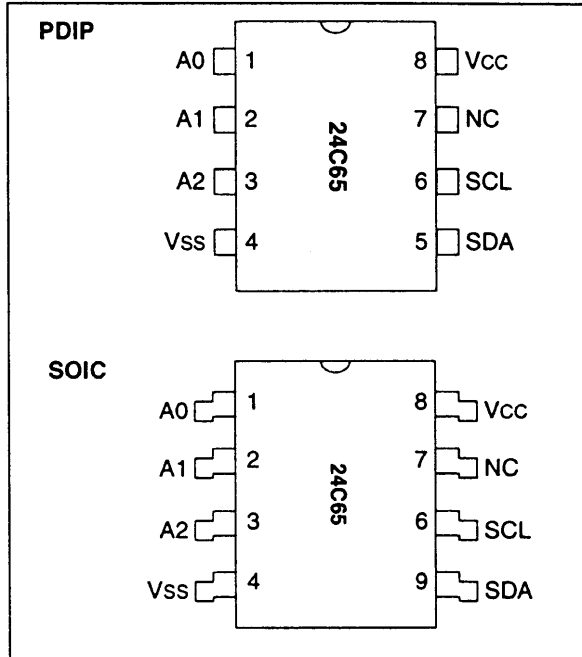 PDIP
A0 1 8 Vcc
A1 2 7 NC
A2 3 6 SCL
Vss 4 5 SDA
24C65
SOIC
A0 1 8 Vcc
A1 2 7 NC
A2 3 6 SCL
Vss 4 9 SDA
24C65